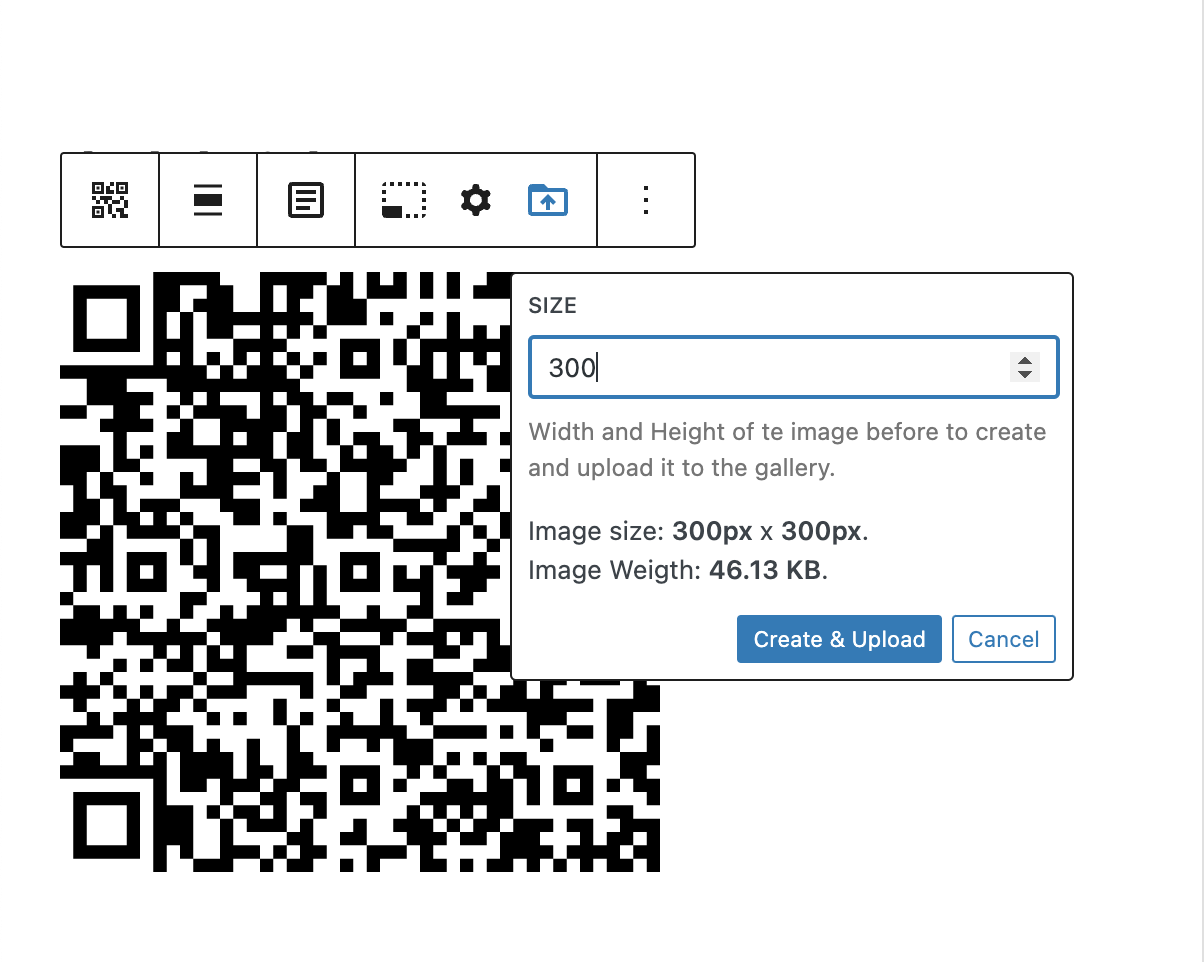 SIZE
300
Width and Height of te image before to create
and upload it to the gallery.
Image size: 300px x 300px.
Image Weigth: 46.13 KB.
Create & Upload
Cancel